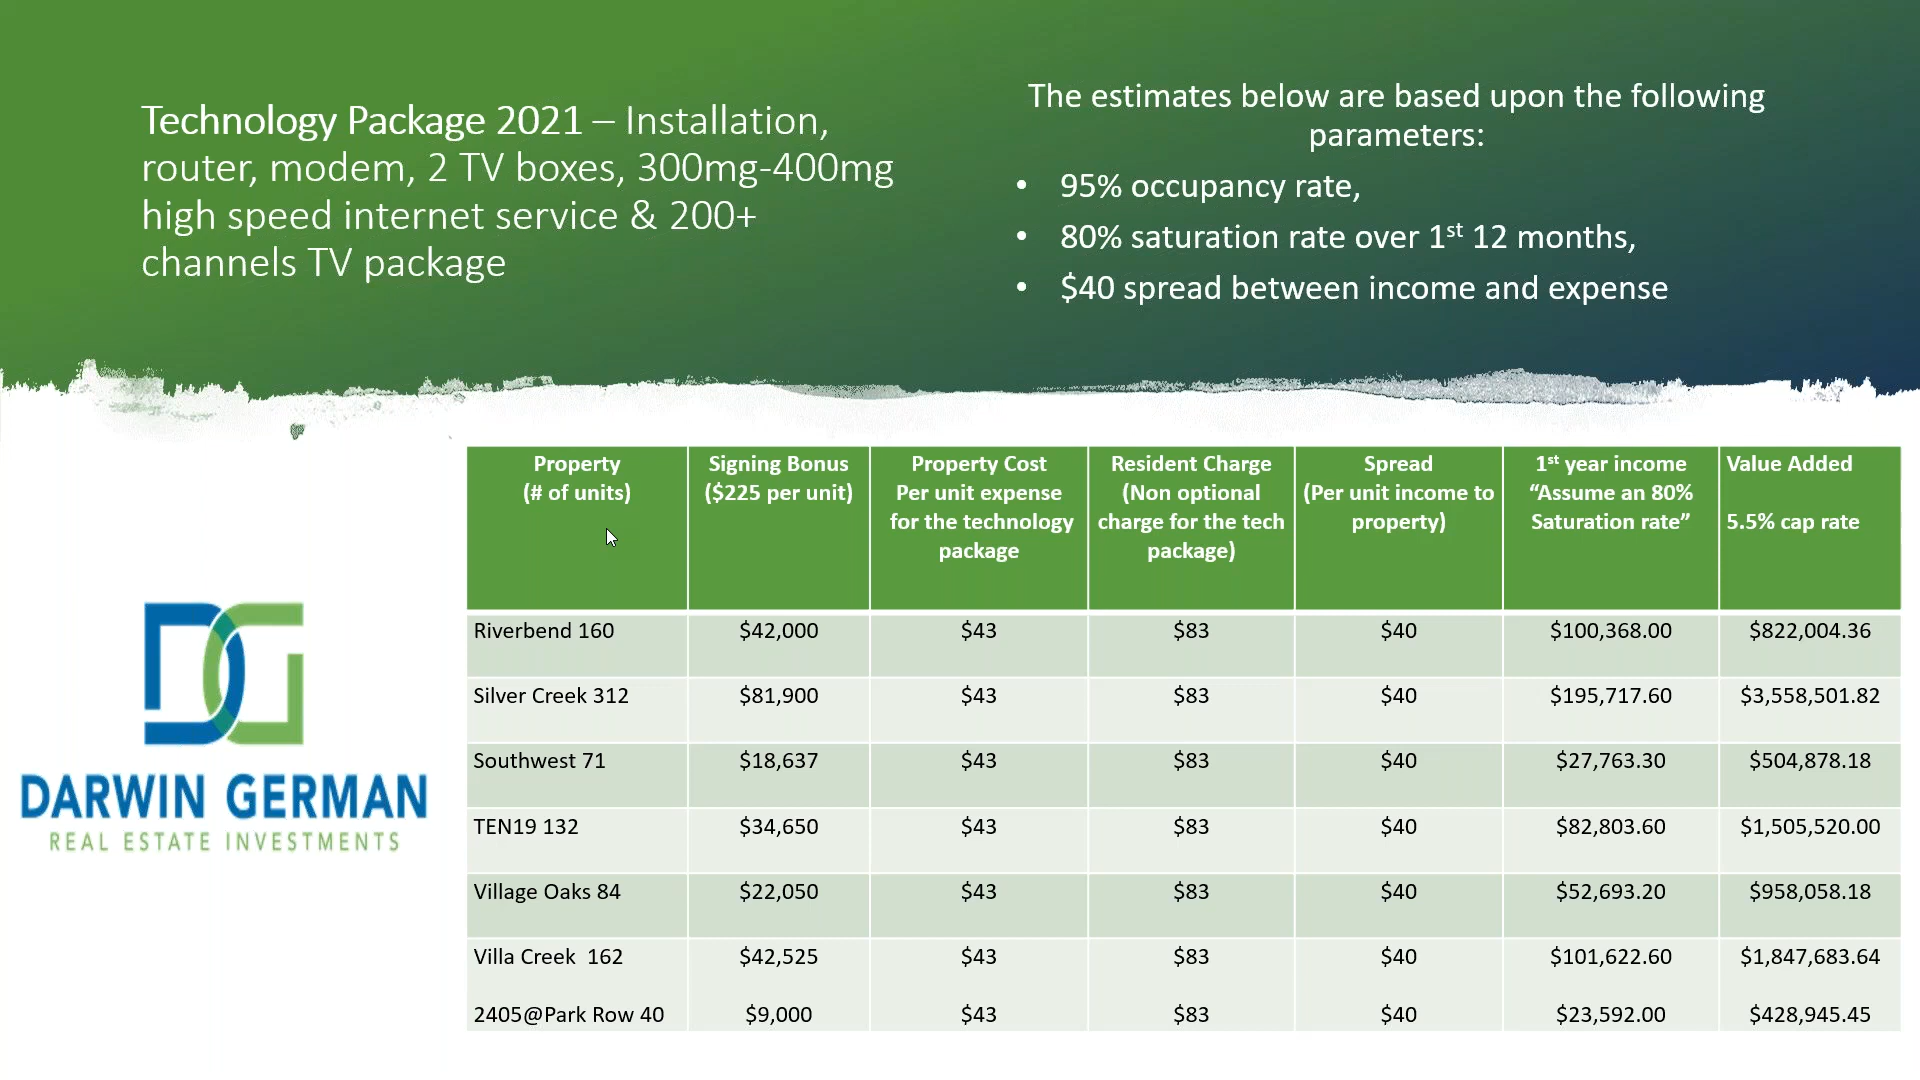 Technology Package 2021 – Installation,
router, modem, 2 TV boxes, 300mg-400mg
high speed internet service & 200+
channels TV package
The estimates below are based upon the following
parameters:
• 95% occupancy rate,
• 80% saturation rate over 1st 12 months,
• $40 spread between income and expense
DARWIN GERMAN
REAL ESTATE INVESTMENTS
Property
(# of units)
Signing Bonus
($225 per unit)
Property Cost
Per unit expense
for the technology
package
Resident Charge
(Non optional
charge for the tech
package)
Spread
(Per unit income to
property)
1st year income
“Assume an 80%
Saturation rate”
Value Added
5.5% cap rate
Riverbend 160 $42,000 $43 $83 $40 $100,368.00 $822,004.36
Silver Creek 312 $81,900 $43 $83 $40 $195,717.60 $3,558,501.82
Southwest 71 $18,637 $43 $83 $40 $27,763.30 $504,878.18
TEN19 132 $34,650 $43 $83 $40 $82,803.60 $1,505,520.00
Village Oaks 84 $22,050 $43 $83 $40 $52,693.20 $958,058.18
Villa Creek 162 $42,525 $43 $83 $40 $101,622.60 $1,847,683.64
2405@Park Row 40 $9,000 $43 $83 $40 $23,592.00 $428,945.45